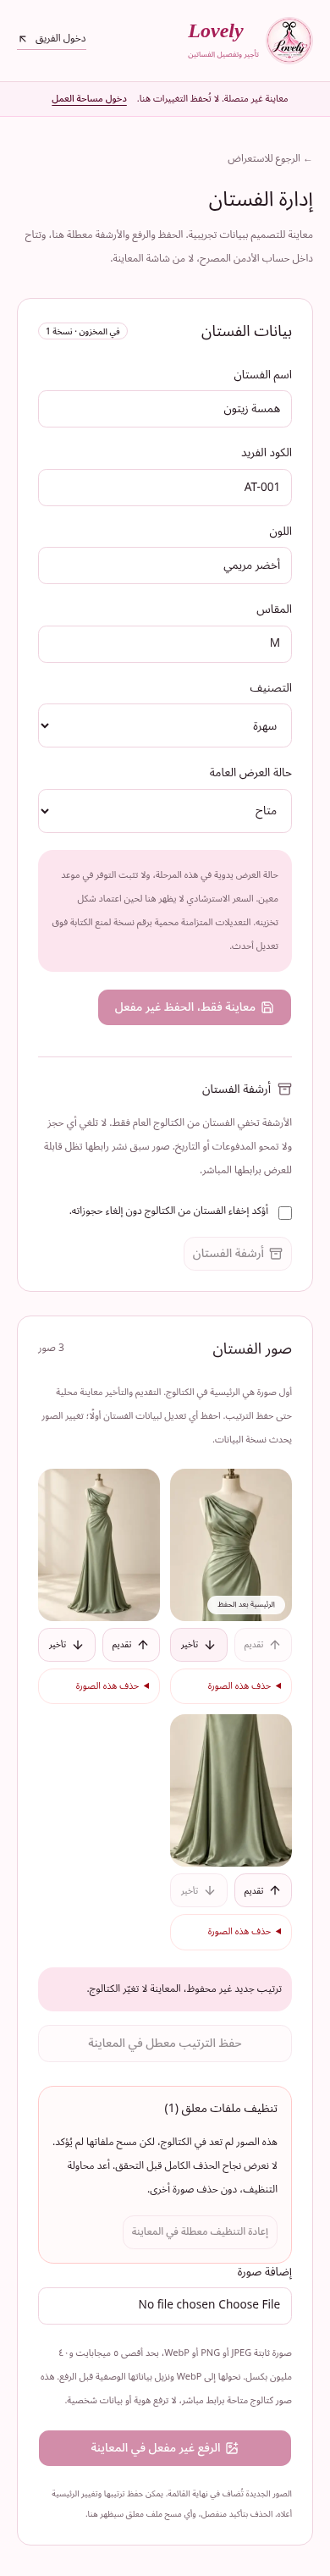 Lovely
تأجير وتفصيل الفساتين
دخول الفريق
معاينة غير متصلة. لا تُحفظ التغييرات هنا. دخول مساحة العمل
← الرجوع للاستعراض
إدارة الفستان
معاينة للتصميم ببيانات تجريبية. الحفظ والرفع والأرشفة معطلة هنا، وتتاح
داخل حساب الأدمن المصرح، لا من شاشة المعاينة.
بيانات الفستان
في المخزون · نسخة 1
اسم الفستان
همسة زيتون
الكود الفريد
AT-001
اللون
أخضر مريمي
المقاس
M
التصنيف
سهرة
حالة العرض العامة
متاح
حالة العرض يدوية في هذه المرحلة، ولا تثبت التوفر في موعد
معين. السعر الاسترشادي لا يظهر هنا لحين اعتماد شكل
تخزينه. التعديلات المتزامنة محمية برقم نسخة لمنع الكتابة فوق
تعديل أحدث.
معاينة فقط، الحفظ غير مفعل
أرشفة الفستان
الأرشفة تخفي الفستان من الكتالوج العام فقط. لا تلغي أي حجز
ولا تمحو المدفوعات أو التاريخ. صور سبق نشر رابطها تظل قابلة
للعرض برابطها المباشر.
أؤكد إخفاء الفستان من الكتالوج دون إلغاء حجوزاته.
أرشفة الفستان
صور الفستان
3 صور
أول صورة هي الرئيسية في الكتالوج. التقديم والتأخير معاينة محلية
حتى حفظ الترتيب. احفظ أي تعديل لبيانات الفستان أولًا؛ تغيير الصور
يحدث نسخة البيانات.
الرئيسية بعد الحفظ
تقديم
تأخير
تقديم
تأخير
حذف هذه الصورة
حذف هذه الصورة
تقديم
تأخير
حذف هذه الصورة
ترتيب جديد غير محفوظ، المعاينة لا تغيّر الكتالوج.
حفظ الترتيب معطل في المعاينة
تنظيف ملفات معلق (1)
هذه الصور لم تعد في الكتالوج، لكن مسح ملفاتها لم يُؤكد.
لا نعرض نجاح الحذف الكامل قبل التحقق. أعد محاولة
التنظيف، دون حذف صورة أخرى.
إعادة التنظيف معطلة في المعاينة
إضافة صورة
No file chosen Choose File
صورة ثابتة JPEG أو PNG أو WebP، بحد أقصى ٥ ميجابايت و٤٠
مليون بكسل. نحولها إلى WebP ونزيل بياناتها الوصفية قبل الرفع. هذه
صور كتالوج متاحة برابط مباشر، لا ترفع هوية أو بيانات شخصية.
الرفع غير مفعل في المعاينة
الصور الجديدة تُضاف في نهاية القائمة. يمكن حفظ ترتيبها وتغيير الرئيسية
أعلاه. الحذف بتأكيد منفصل، وأي مسح ملف معلق سيظهر هنا.